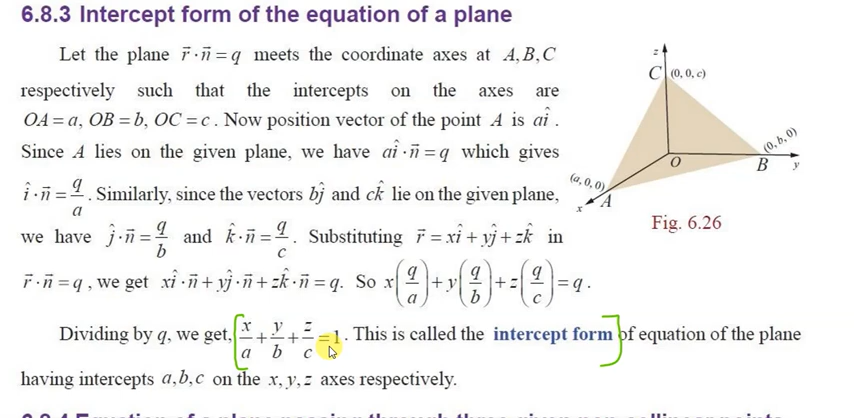 6.8.3 Intercept form of the equation of a plane
Let the plane r⃗ · n⃗ = q meets the coordinate axes at A, B, C
respectively such that the intercepts on the axes are
OA = a, OB = b, OC = c . Now position vector of the point A is aî .
Since A lies on the given plane, we have aî · n⃗ = q which gives
î · n⃗ = q/a . Similarly, since the vectors bĵ and ck̂ lie on the given plane,
we have ĵ · n⃗ = q/b and k̂ · n⃗ = q/c . Substituting r⃗ = xî + yĵ + zk̂ in
r⃗ · n⃗ = q , we get xî · n⃗ + yĵ · n⃗ + zk̂ · n⃗ = q. So x(q/a) + y(q/b) + z(q/c) = q .
z
C (0, 0, c)
(0, b, 0)
O
B y
(a, 0, 0)
x A
Fig. 6.26
Dividing by q, we get, x/a + y/b + z/c = 1 . This is called the intercept form of equation of the plane
having intercepts a, b, c on the x, y, z axes respectively.